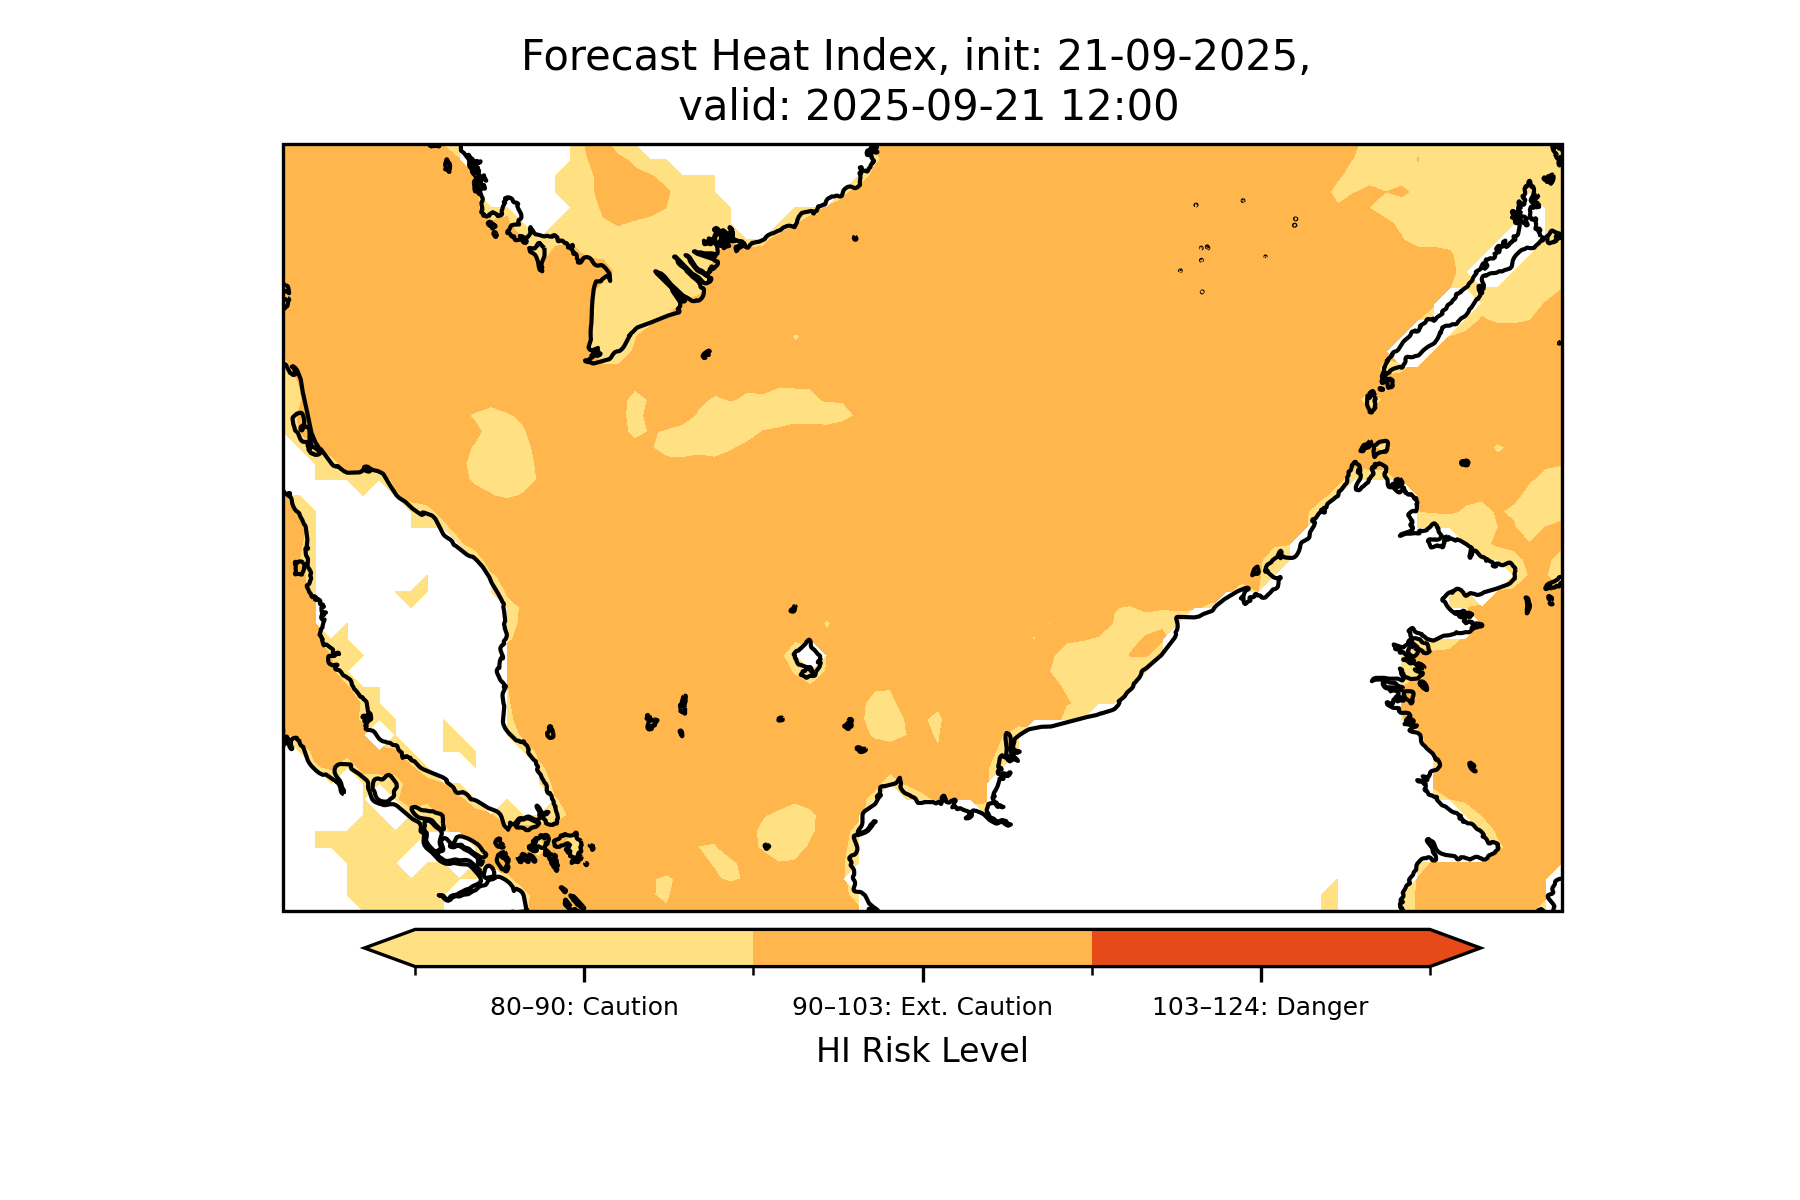 Forecast Heat Index, init: 21-09-2025,
valid: 2025-09-21 12:00
80–90: Caution
90–103: Ext. Caution
103–124: Danger
HI Risk Level